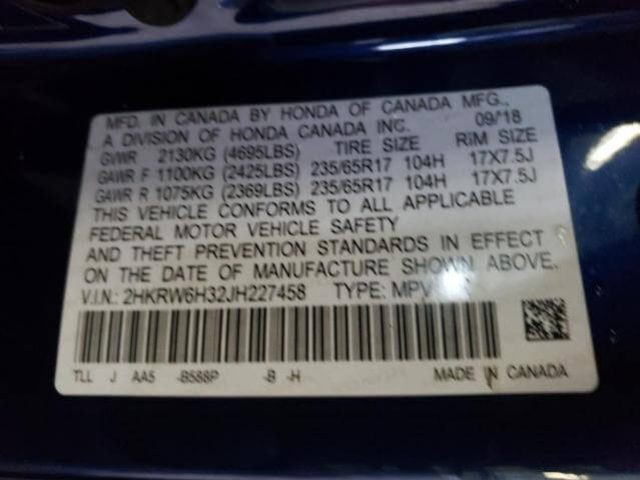 MFD. IN CANADA BY HONDA OF CANADA MFG.,
A DIVISION OF HONDA CANADA INC. 09/'18
GVWR 2130KG (4695LBS) TIRE SIZE RIM SIZE
GAWR F 1100KG (2425LBS) 235/65R17 104H 17X7.5J
GAWR R 1075KG (2369LBS) 235/65R17 104H 17X7.5J
THIS VEHICLE CONFORMS TO ALL APPLICABLE
FEDERAL MOTOR VEHICLE SAFETY
AND THEFT PREVENTION STANDARDS IN EFFECT
ON THE DATE OF MANUFACTURE SHOWN ABOVE.
V.I.N.: 2HKRW6H32JH227458 TYPE: MPV
TLL J AA5 -B588P -B -H MADE IN CANADA